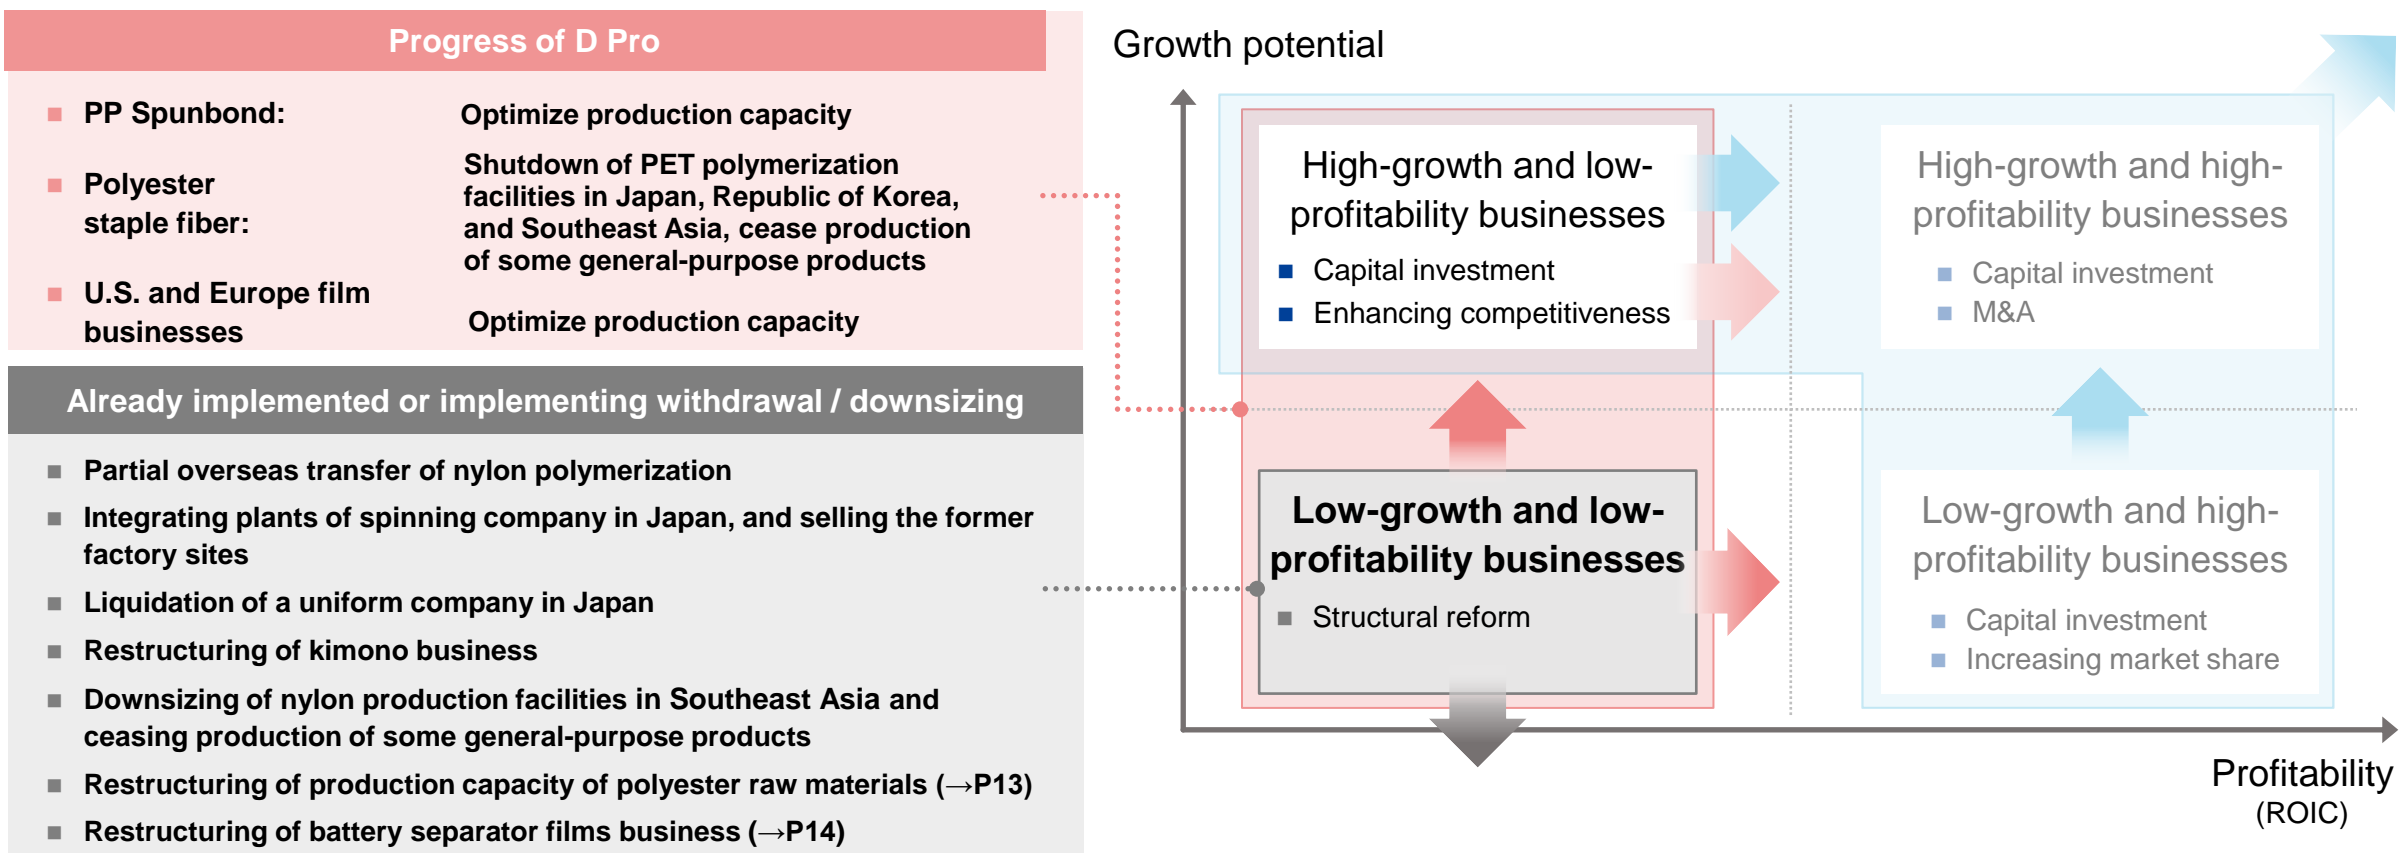 Progress of D Pro
■ PP Spunbond:
Optimize production capacity
■ Polyester
staple fiber:
Shutdown of PET polymerization
facilities in Japan, Republic of Korea,
and Southeast Asia, cease production
of some general-purpose products
■ U.S. and Europe film
businesses
Optimize production capacity
Already implemented or implementing withdrawal / downsizing
■ Partial overseas transfer of nylon polymerization
■ Integrating plants of spinning company in Japan, and selling the former
factory sites
■ Liquidation of a uniform company in Japan
■ Restructuring of kimono business
■ Downsizing of nylon production facilities in Southeast Asia and
ceasing production of some general-purpose products
■ Restructuring of production capacity of polyester raw materials (→P13)
■ Restructuring of battery separator films business (→P14)
Growth potential
High-growth and low-
profitability businesses
■ Capital investment
■ Enhancing competitiveness
High-growth and high-
profitability businesses
■ Capital investment
■ M&A
Low-growth and low-
profitability businesses
■ Structural reform
Low-growth and high-
profitability businesses
■ Capital investment
■ Increasing market share
Profitability
(ROIC)